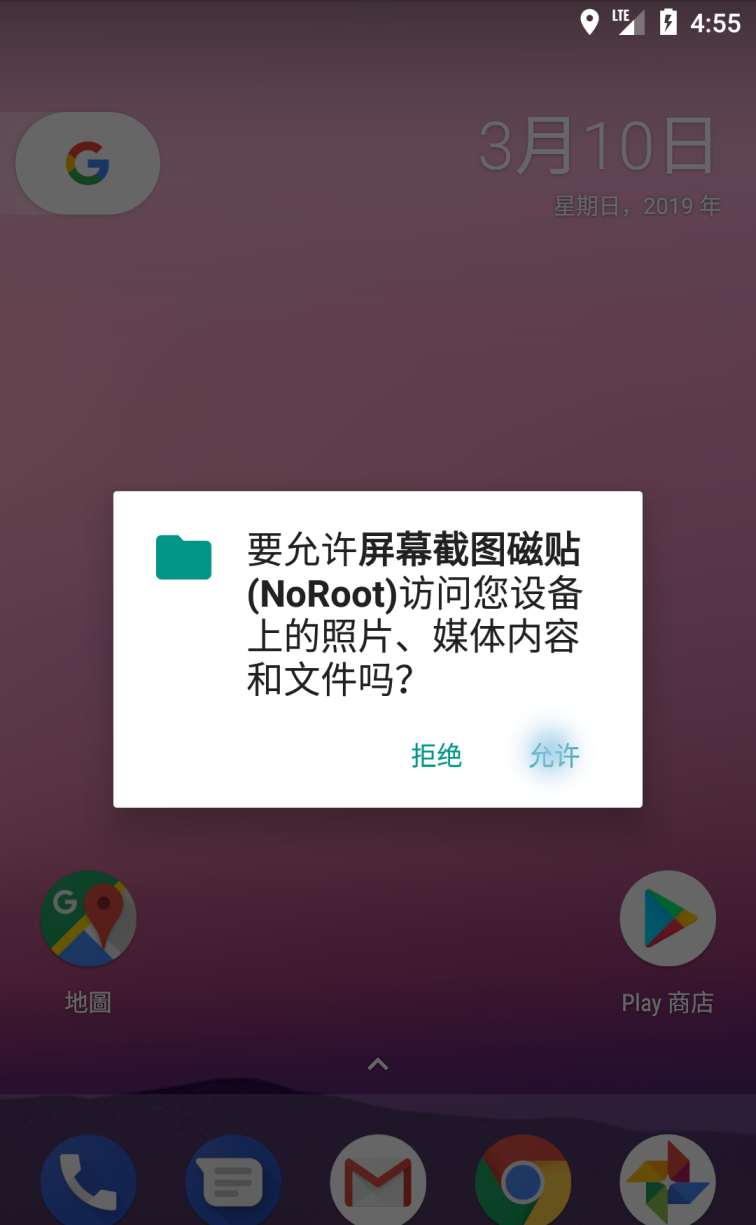 LTE 4:55
G
3月10日
星期日，2019 年
要允许屏幕截图磁贴
(NoRoot)访问您设备
上的照片、媒体内容
和文件吗？
拒绝 允许
G
地圖 Play 商店